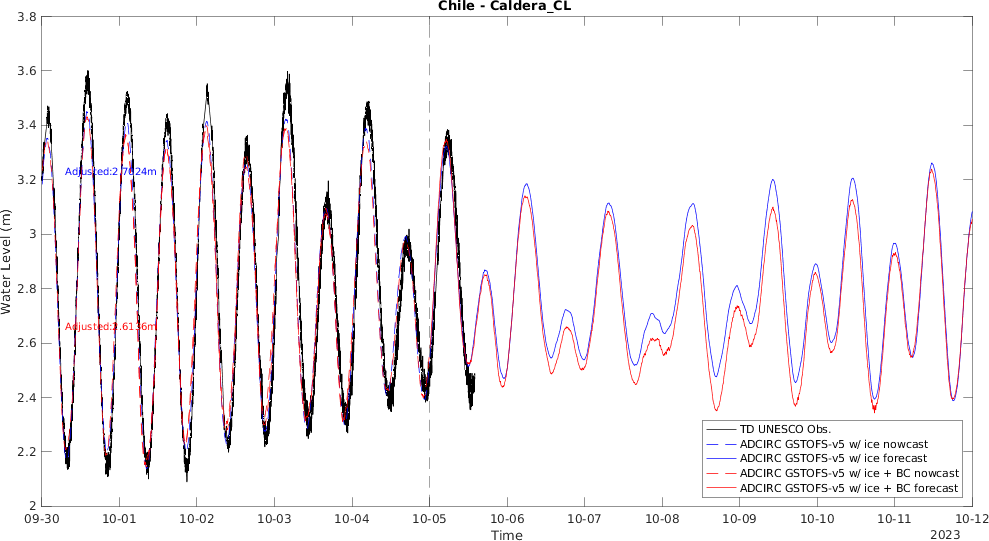 Chile - Caldera_CL
Water Level (m)
3.8
3.6
3.4
3.2
3
2.8
2.6
2.4
2.2
2
Adjusted:2.7024m
TD UNESCO Obs.
ADCIRC GSTOFS-v5 w/ ice nowcast
ADCIRC GSTOFS-v5 w/ ice forecast
ADCIRC GSTOFS-v5 w/ ice + BC nowcast
ADCIRC GSTOFS-v5 w/ ice + BC forecast
09-30 10-01 10-02 10-03 10-04 10-05 10-06 10-07 10-08 10-09 10-10 10-11 10-12
Time
2023